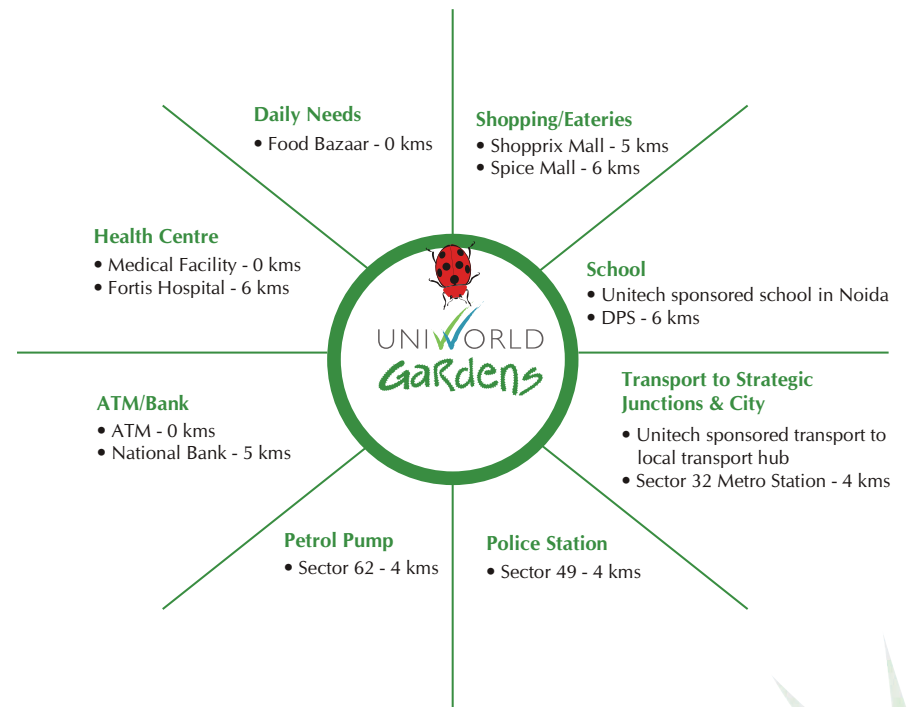 Daily Needs
• Food Bazaar - 0 kms
Shopping/Eateries
• Shopprix Mall - 5 kms
• Spice Mall - 6 kms
Health Centre
• Medical Facility - 0 kms
• Fortis Hospital - 6 kms
School
• Unitech sponsored school in Noida
• DPS - 6 kms
UNIWORLD
GaRdens
ATM/Bank
• ATM - 0 kms
• National Bank - 5 kms
Transport to Strategic
Junctions & City
• Unitech sponsored transport to
local transport hub
• Sector 32 Metro Station - 4 kms
Petrol Pump
• Sector 62 - 4 kms
Police Station
• Sector 49 - 4 kms